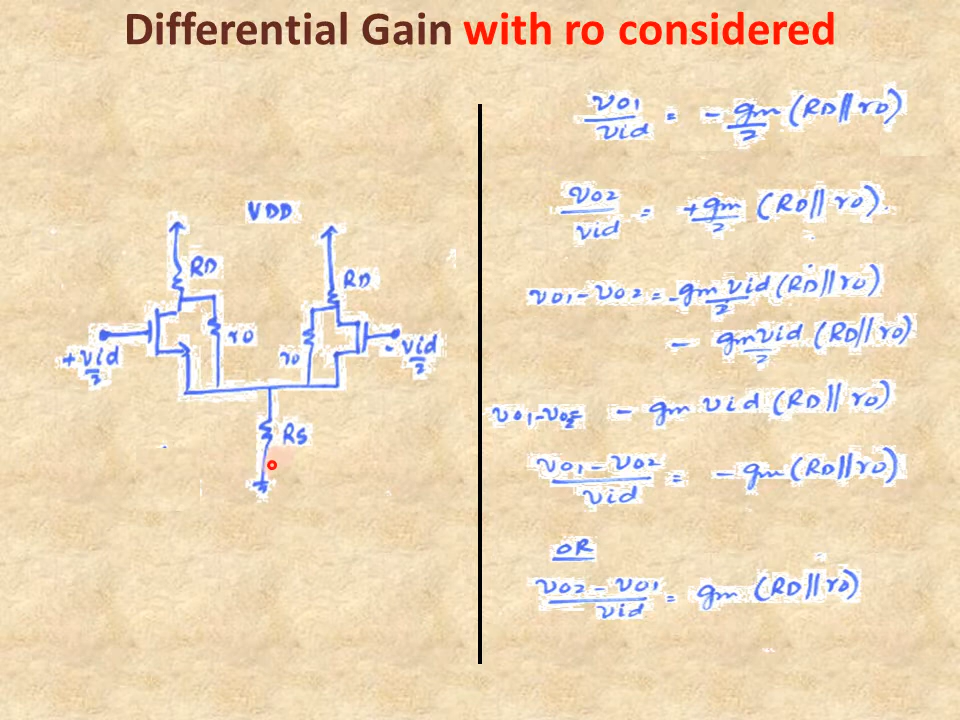 Differential Gain with ro considered
VDD
RD
RD
ro
ro
+vid/2
-vid/2
RS
vo1/vid = - gm/2 (RD||ro)
vo2/vid = +gm/2 (RD||ro).
vo1-vo2 = -gm vid/2 (RD||ro)
- gm vid/2 (RD||ro)
vo1-vo2= - gm vid (RD||ro)
vo1-vo2/vid = - gm (RD||ro)
OR
vo2-vo1/vid = gm (RD||ro)